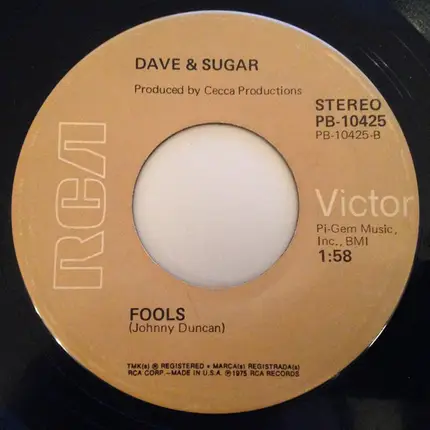 DAVE & SUGAR
Produced by Cecca Productions
STEREO
PB-10425
PB-10425-B
RCA
Victor
Pi-Gem Music,
Inc., BMI
1:58
FOOLS
(Johnny Duncan)
TMK(s) ® REGISTERED • MARCA(s) REGISTRADA(s)
RCA CORP.–MADE IN U.S.A. ℗ 1975 RCA RECORDS